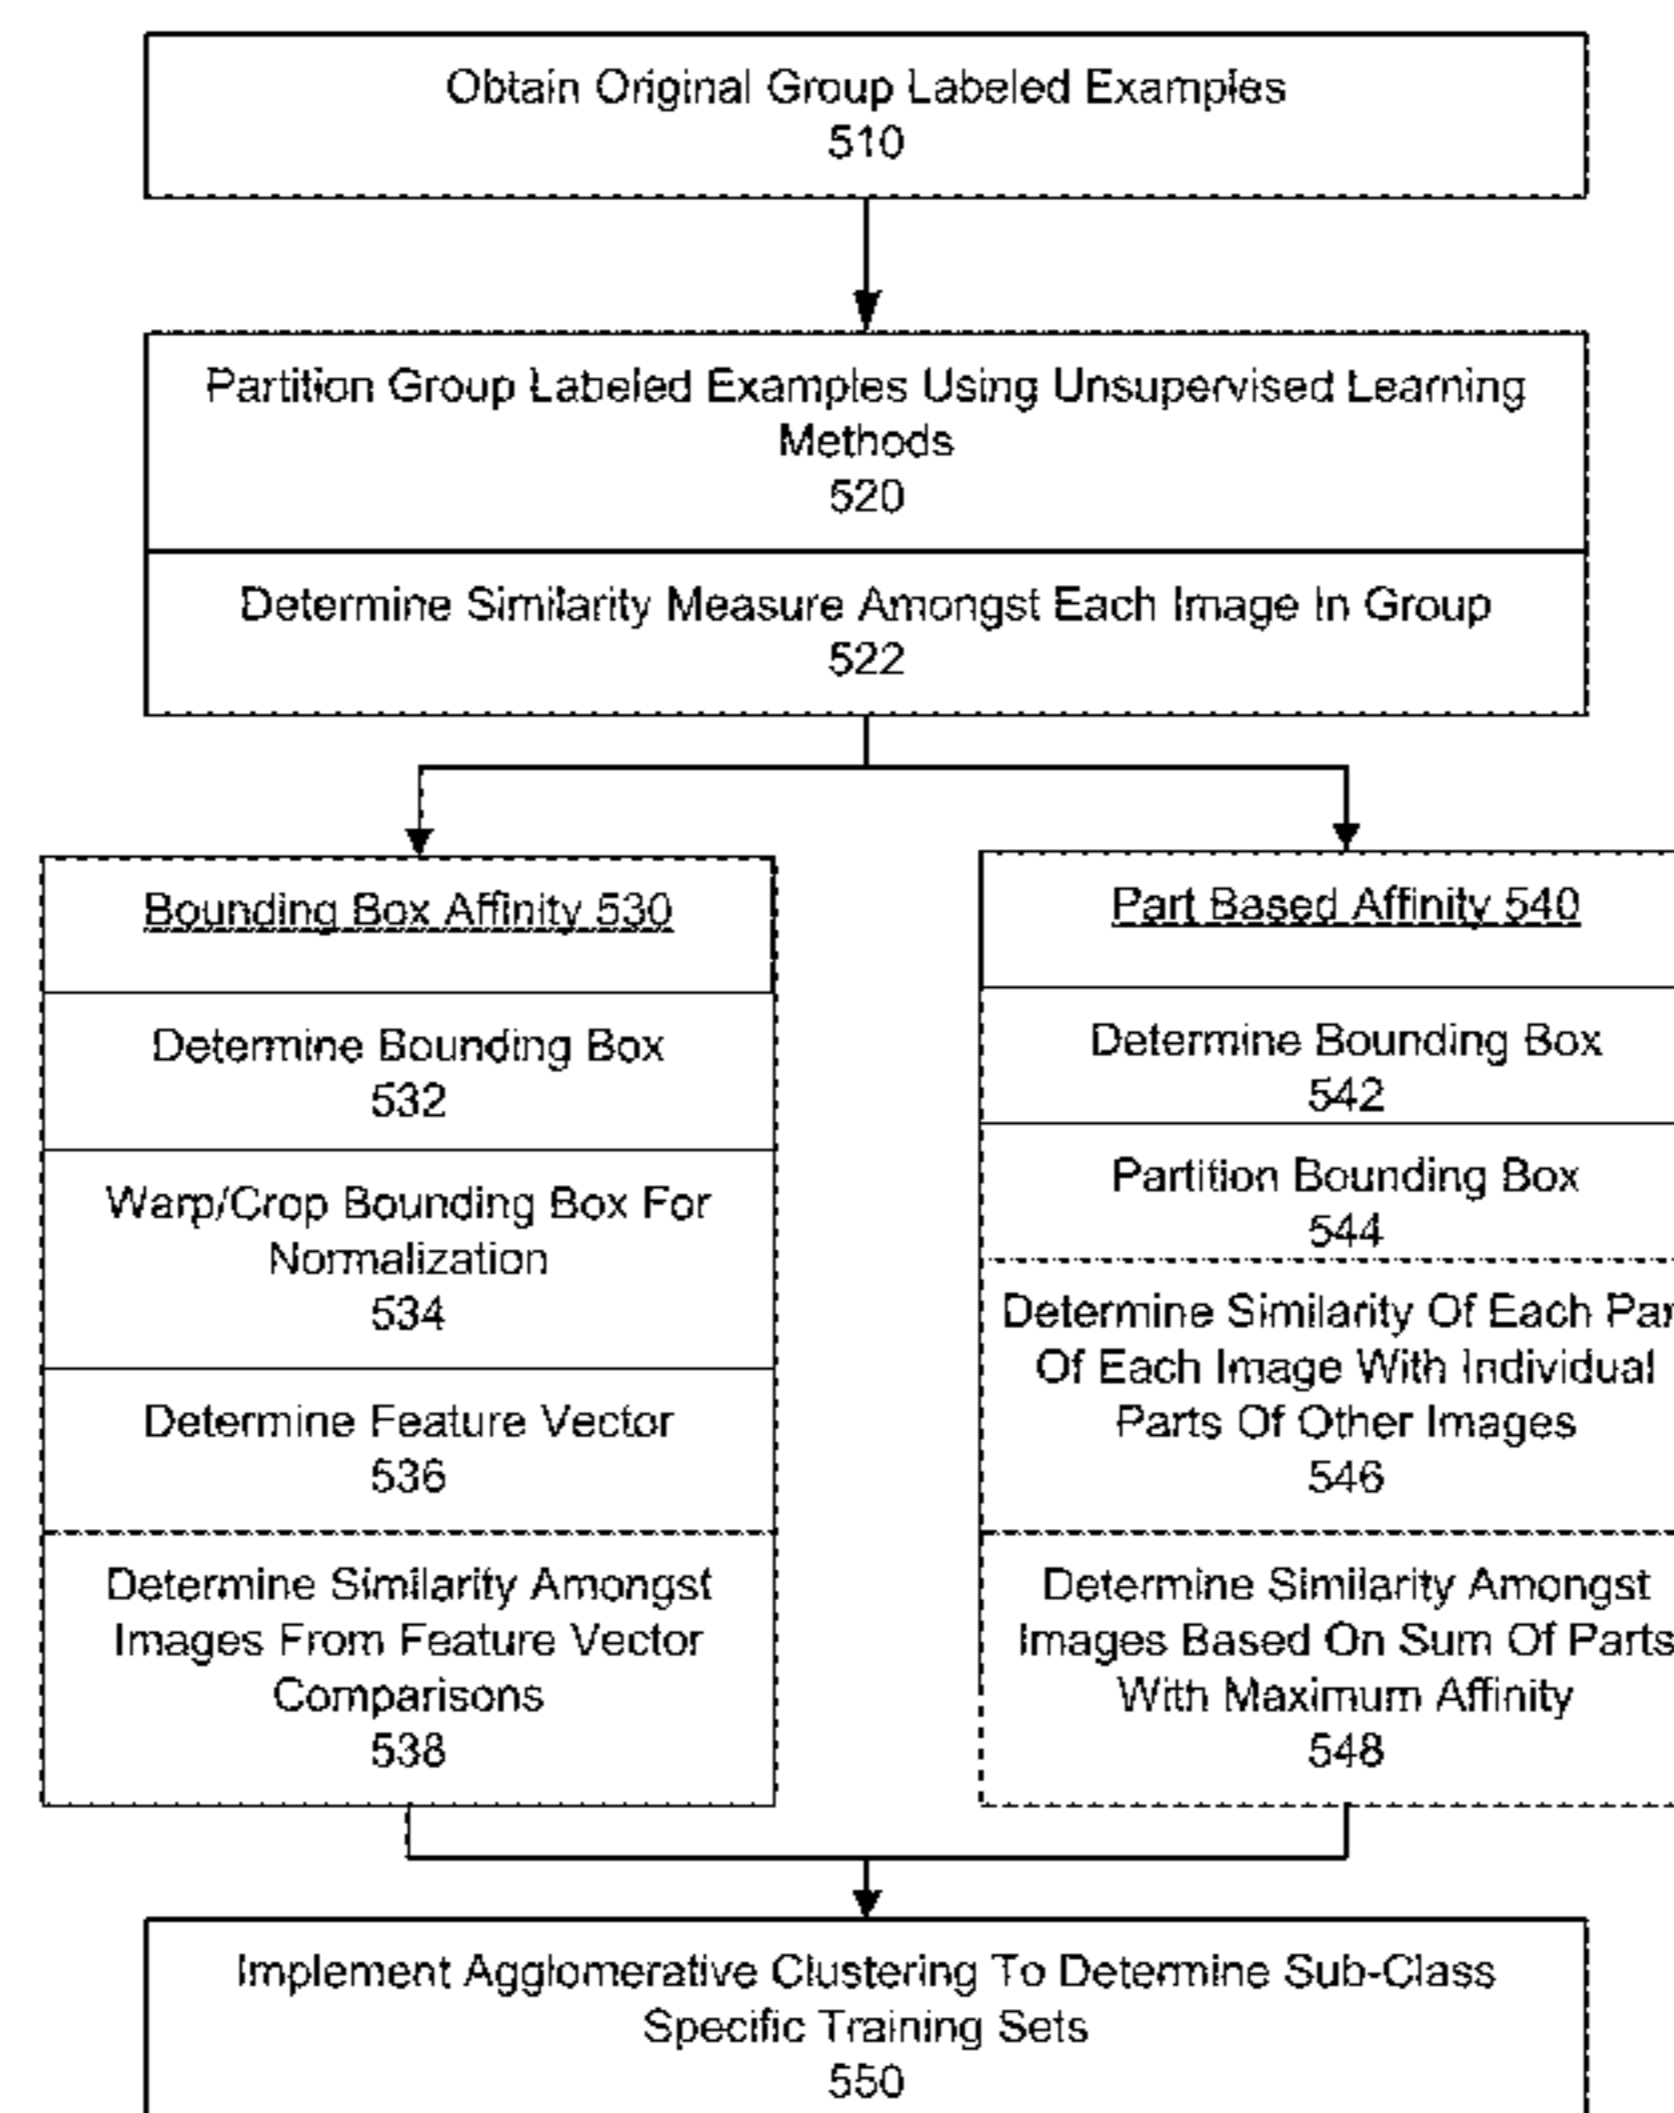 Obtain Original Group Labeled Examples
510
Partition Group Labeled Examples Using Unsupervised Learning
Methods
520
Determine Similarity Measure Amongst Each Image In Group
522
Bounding Box Affinity 530
Determine Bounding Box
532
Warp/Crop Bounding Box For
Normalization
534
Determine Feature Vector
536
Determine Similarity Amongst
Images From Feature Vector
Comparisons
538
Part Based Affinity 540
Determine Bounding Box
542
Partition Bounding Box
544
Determine Similarity Of Each Par
Of Each Image With Individual
Parts Of Other Images
546
Determine Similarity Amongst
Images Based On Sum Of Parts
With Maximum Affinity
548
Implement Agglomerative Clustering To Determine Sub-Class
Specific Training Sets
550